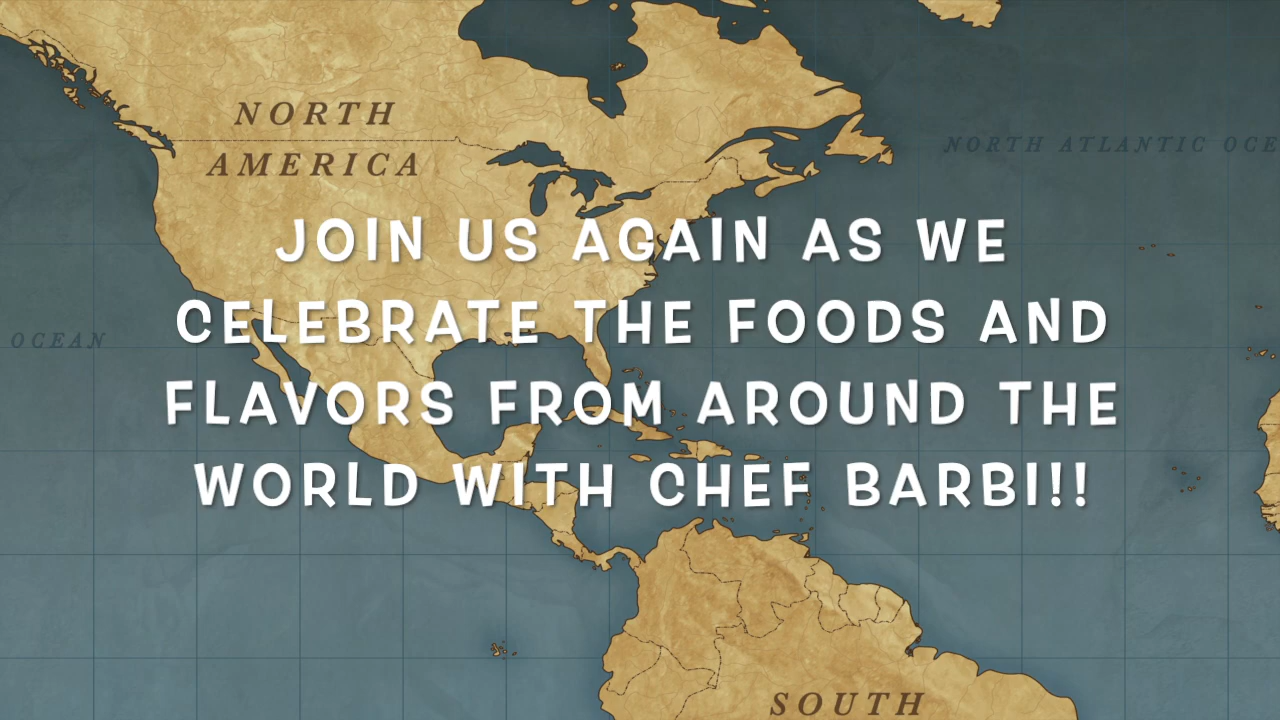 NORTH
AMERICA
NORTH ATLANTIC OCE
JOIN US AGAIN AS WE
CELEBRATE THE FOODS AND
OCEAN
FLAVORS FROM AROUND THE
WORLD WITH CHEF BARBI!!
SOUTH